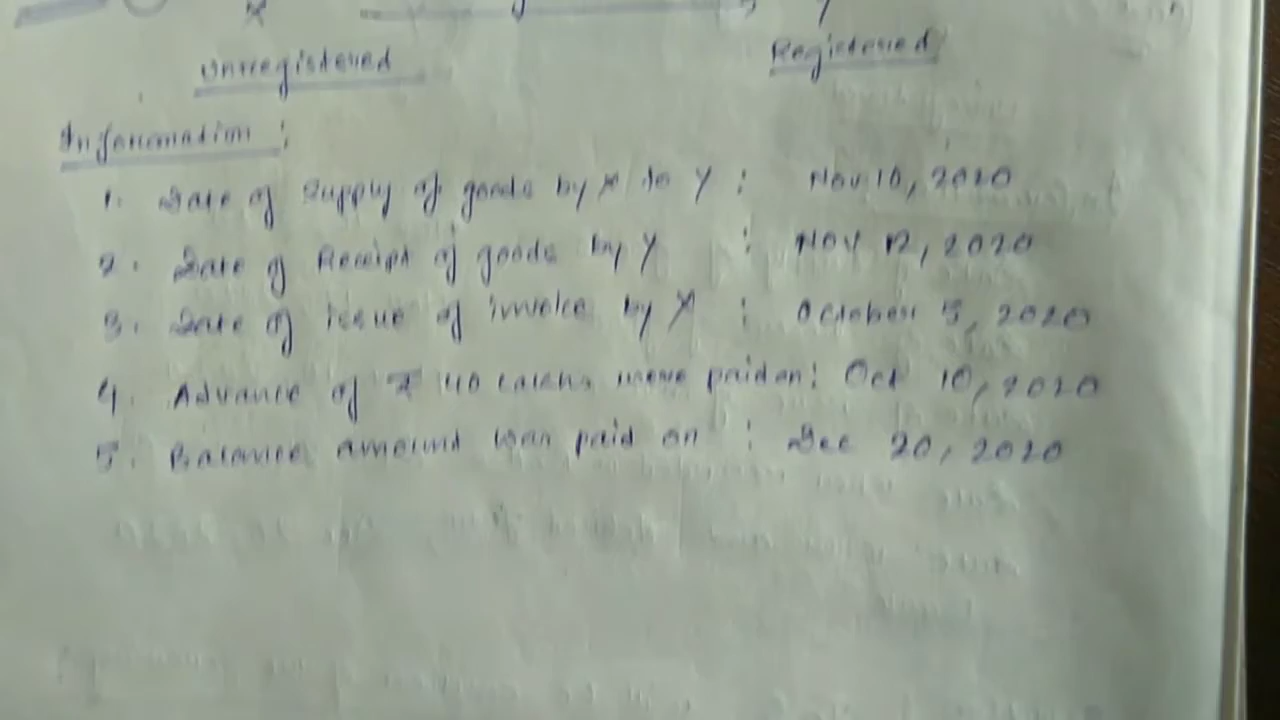 X Y
Unregistered Registered
Information :
1. Date of supply of goods by X to Y : Nov 10, 2020
2. Date of Receipt of goods by Y : Nov 12, 2020
3. Date of issue of invoice by X : October 5, 2020
4. Advance of ₹ 40 Lakhs were paid on : Oct 10, 2020
5. Balance amount was paid on : Dec 20, 2020